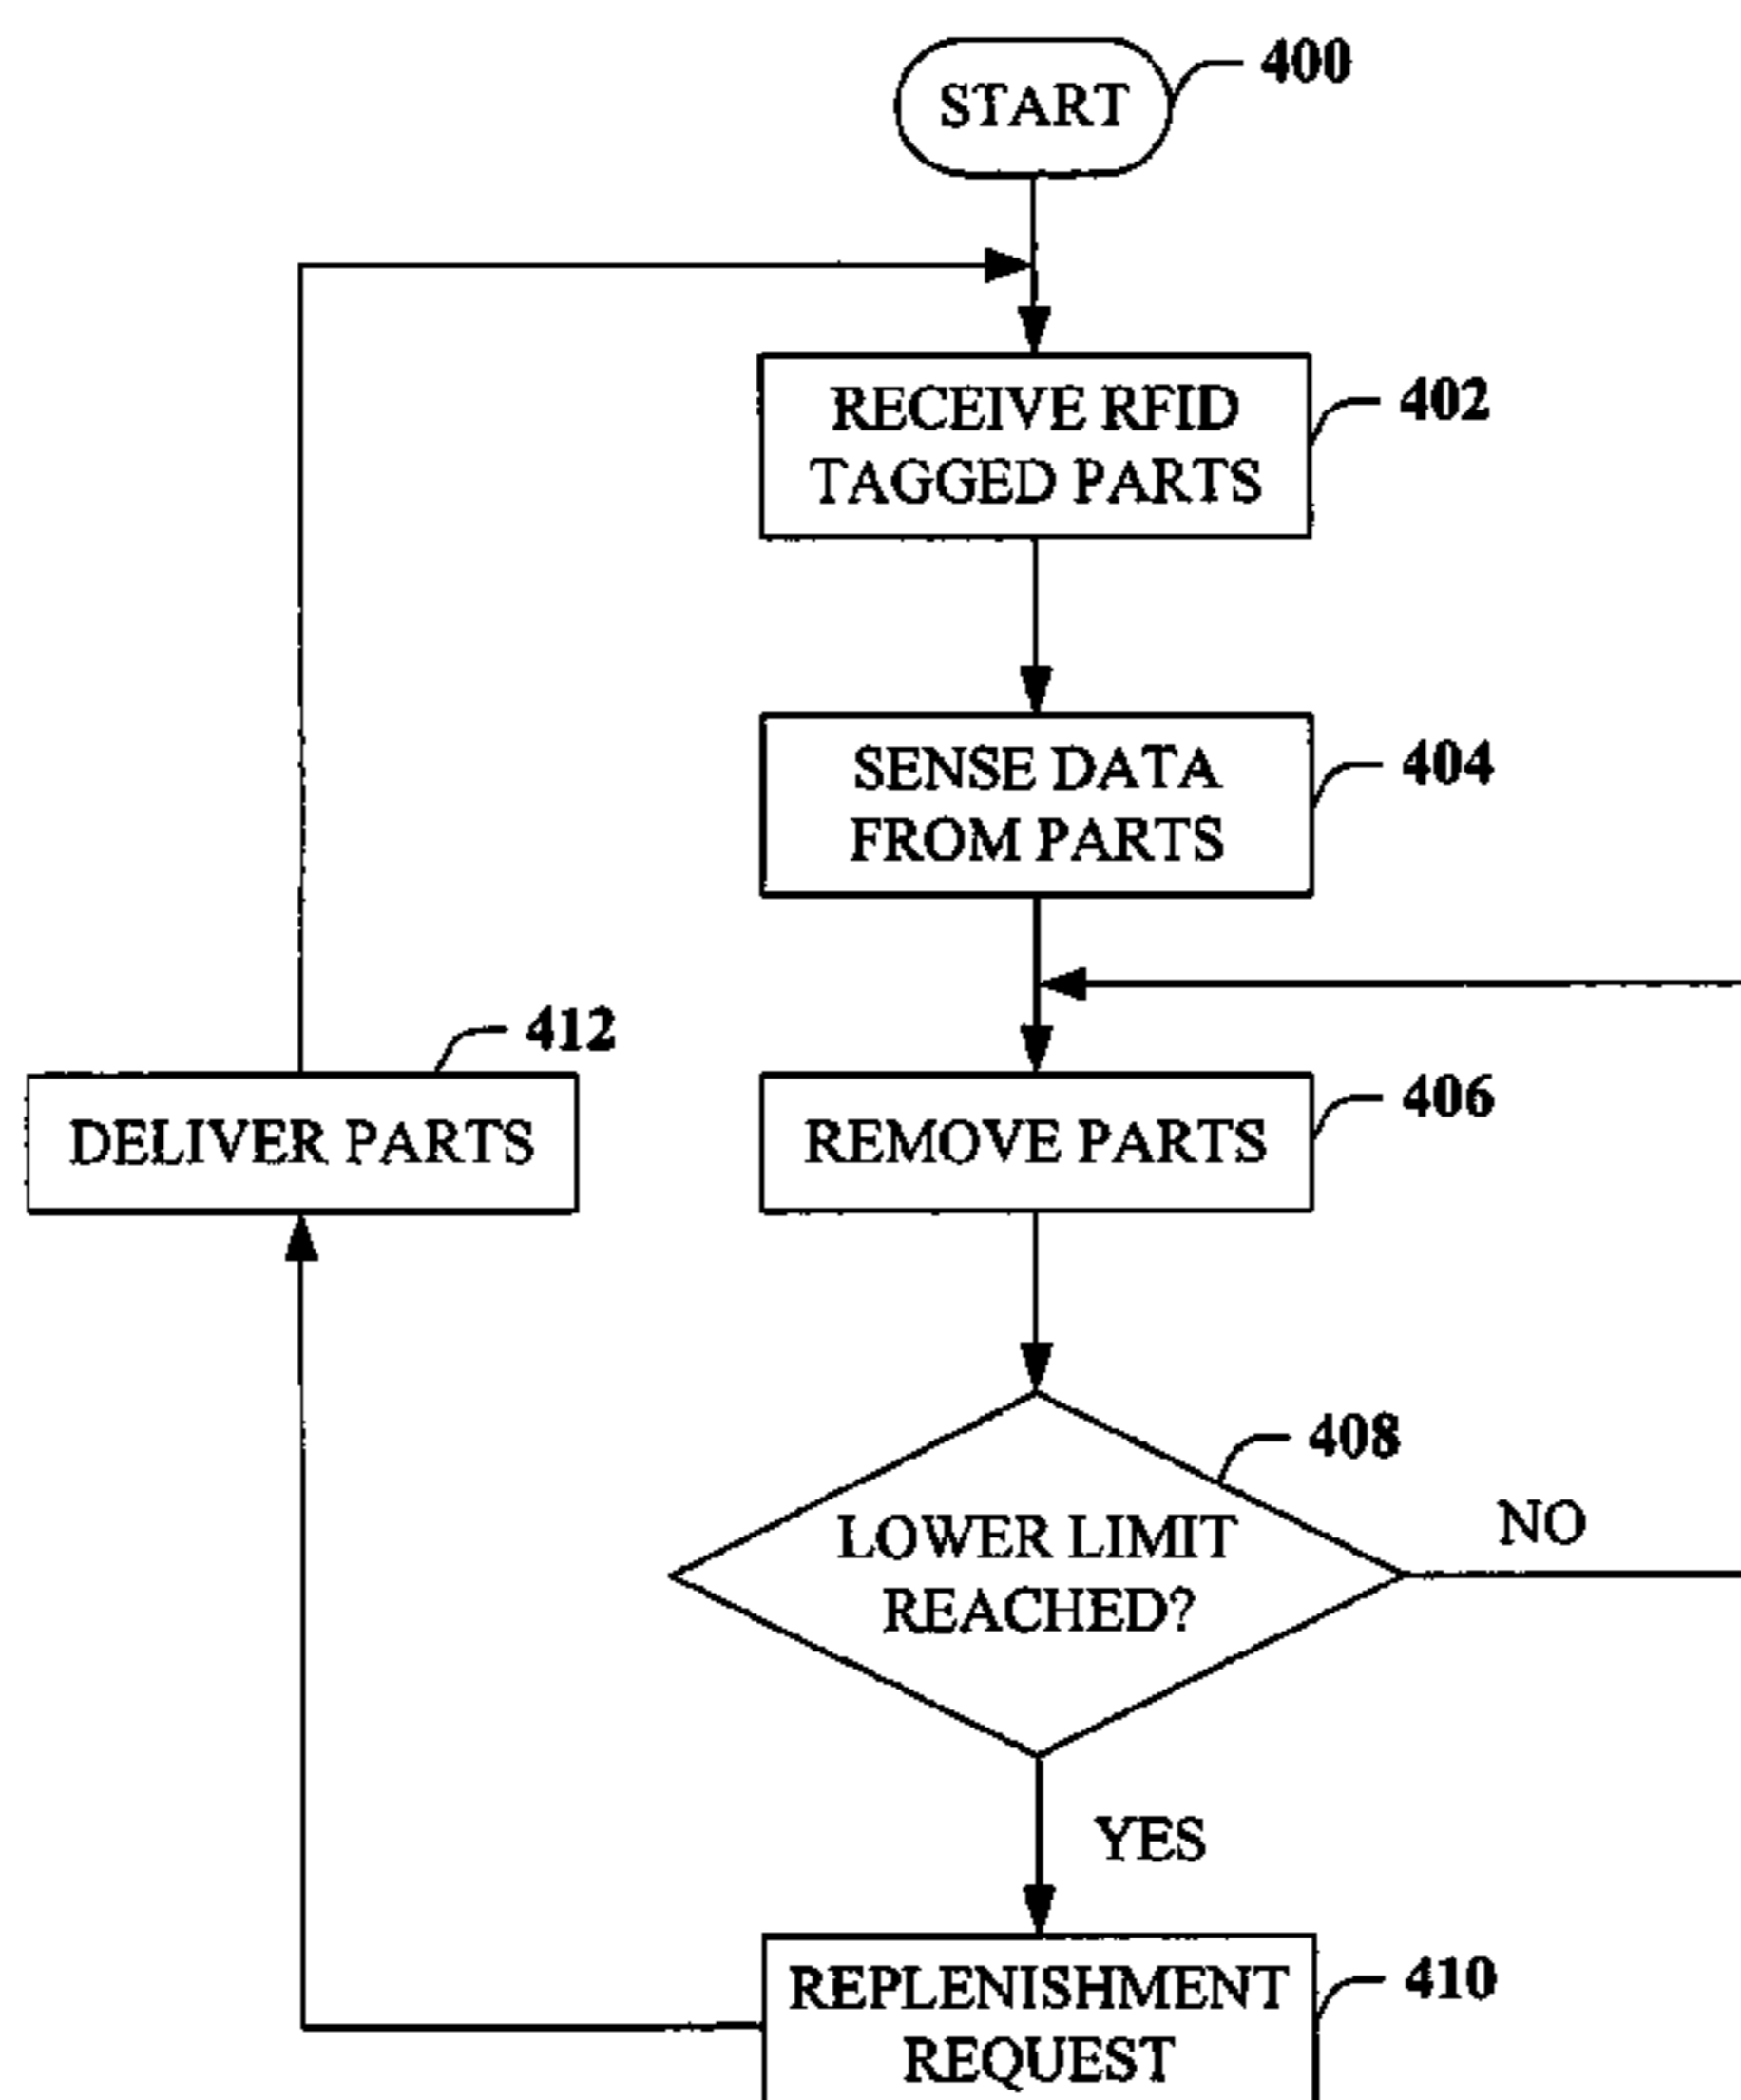 START
400
RECEIVE RFID
TAGGED PARTS
402
SENSE DATA
FROM PARTS
404
412
DELIVER PARTS
REMOVE PARTS
406
408
LOWER LIMIT
REACHED?
NO
YES
REPLENISHMENT
REQUEST
410